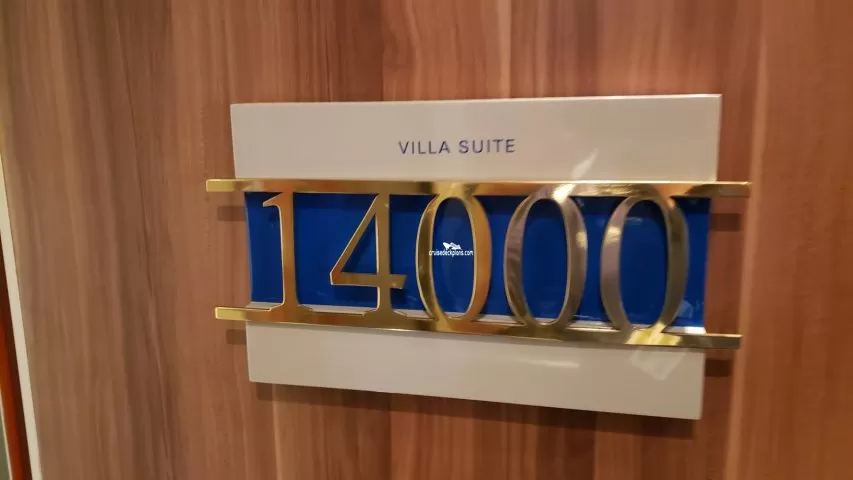 VILLA SUITE
14000
cruisedeckplans.com